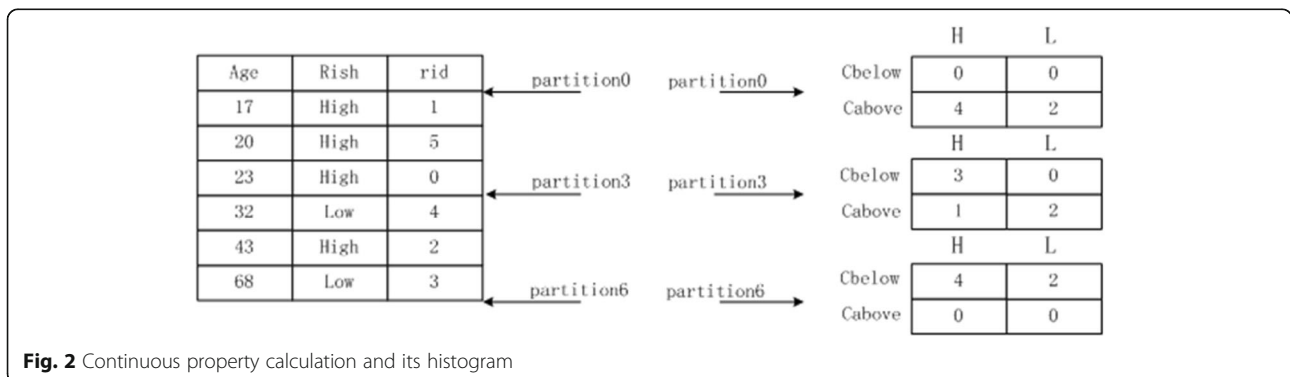 Age Rish rid
17 High 1
20 High 5
23 High 0
32 Low 4
43 High 2
68 Low 3
partition0 partition0
partition3 partition3
partition6 partition6
H L
Cbelow 0 0
Cabove 4 2
H L
Cbelow 3 0
Cabove 1 2
H L
Cbelow 4 2
Cabove 0 0
Fig. 2 Continuous property calculation and its histogram